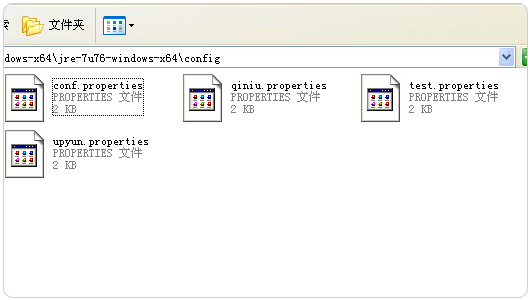 索 文件夹
dows-x64\jre-7u76-windows-x64\config
conf.properties
PROPERTIES 文件
2 KB
qiniu.properties
PROPERTIES 文件
2 KB
test.properties
PROPERTIES 文件
2 KB
upyun.properties
PROPERTIES 文件
2 KB